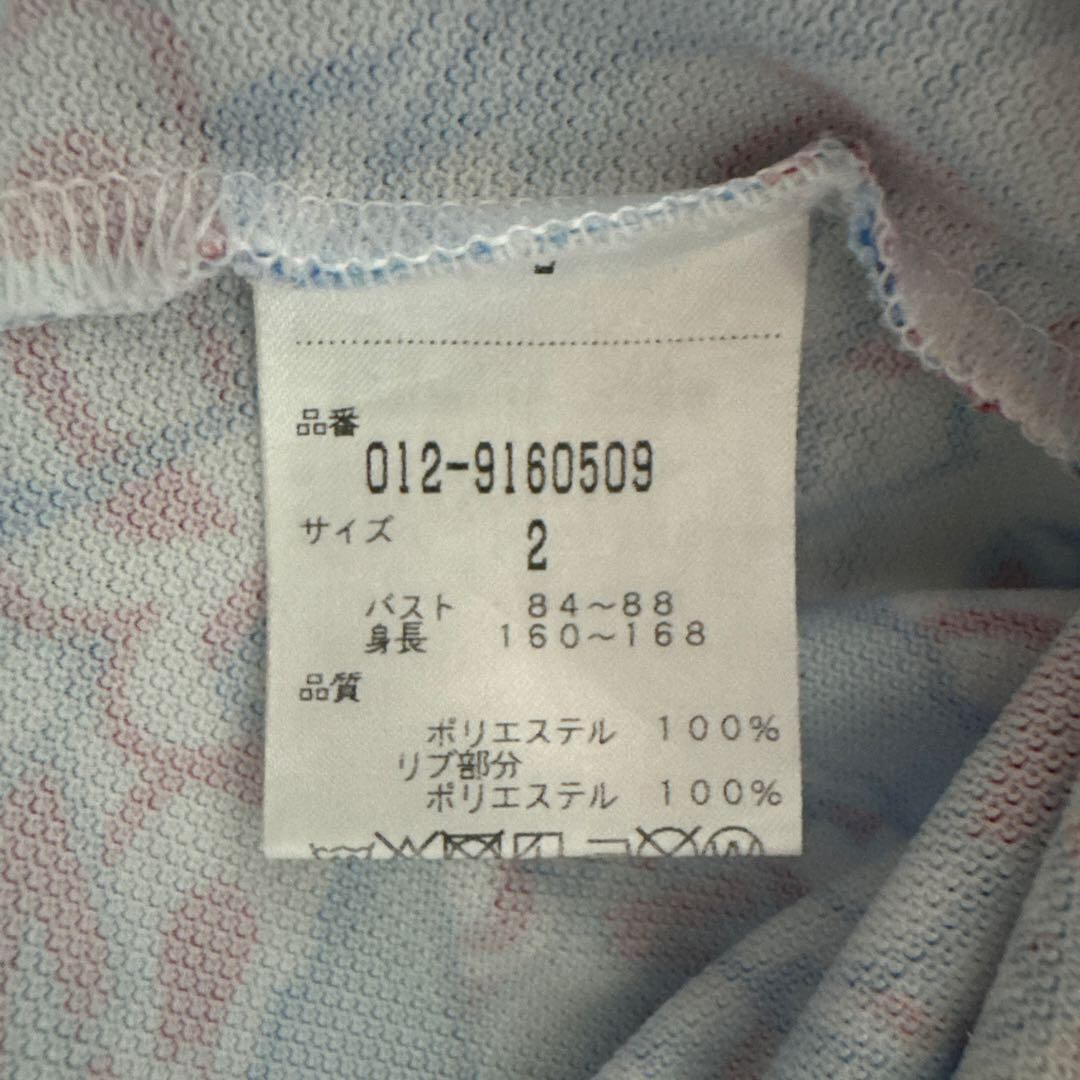 品番
012-9160509
サイズ 2
バスト 84〜88
身長 160〜168
品質
ポリエステル 100%
リブ部分
ポリエステル 100%